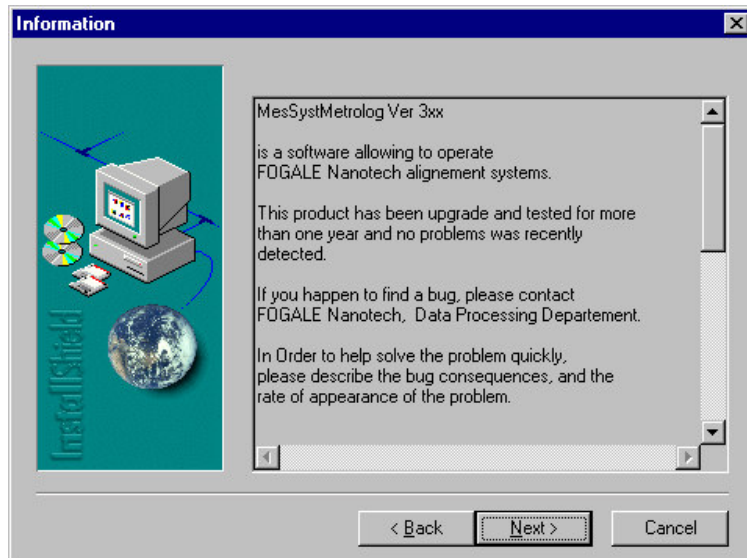 Information
MesSystMetrolog Ver 3xx
is a software allowing to operate
FOGALE Nanotech alignement systems.
This product has been upgrade and tested for more
than one year and no problems was recently
detected.
If you happen to find a bug, please contact
FOGALE Nanotech, Data Processing Departement.
In Order to help solve the problem quickly,
please describe the bug consequences, and the
rate of appearance of the problem.
InstallShield
< Back
Next >
Cancel